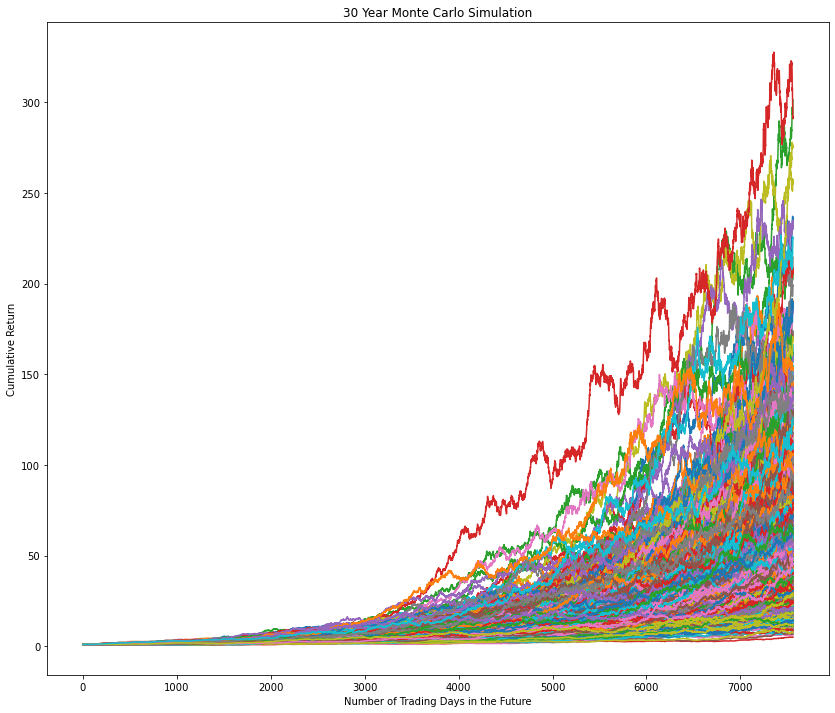 30 Year Monte Carlo Simulation
300
250
200
150
100
50
0
Cumulative Return
0 1000 2000 3000 4000 5000 6000 7000
Number of Trading Days in the Future